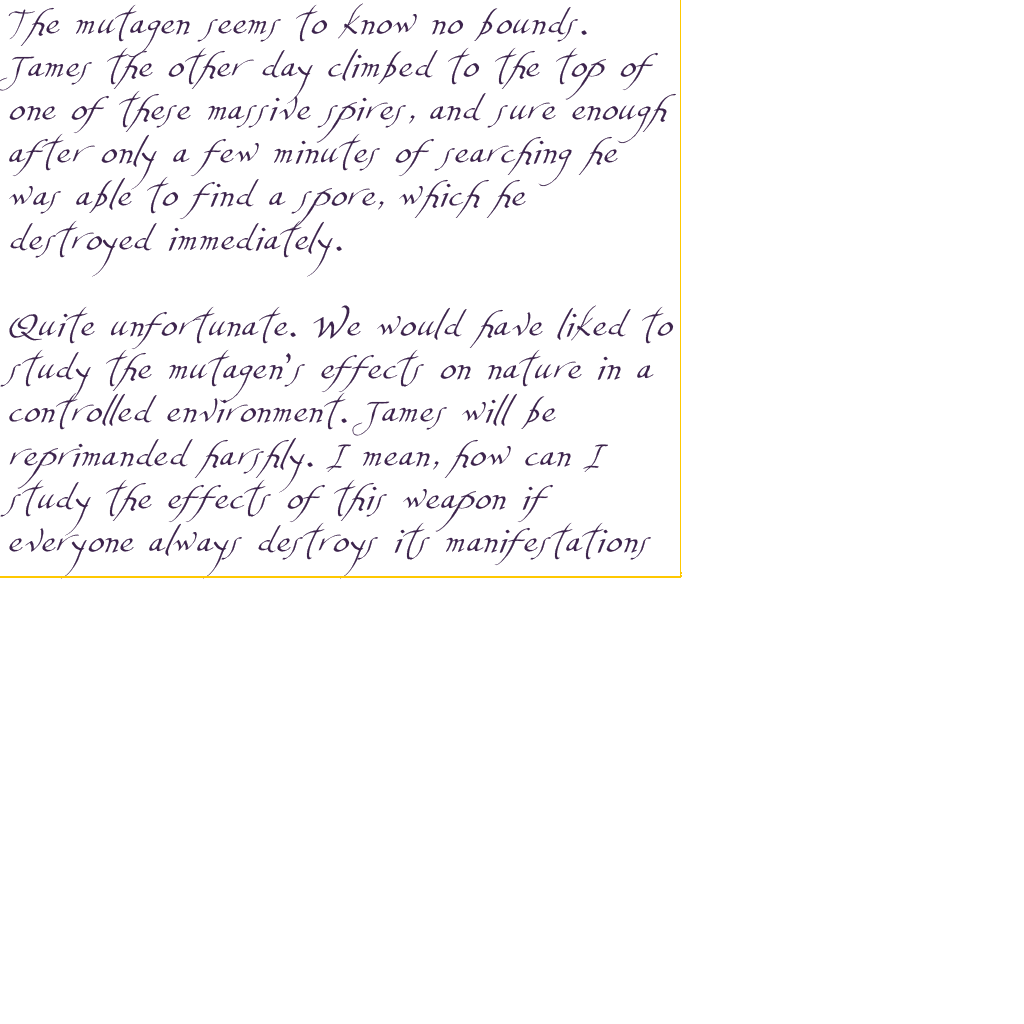 The mutagen seems to know no bounds.
James the other day climbed to the top of
one of these massive spires, and sure enough
after only a few minutes of searching he
was able to find a spore, which he
destroyed immediately.

Quite unfortunate. We would have liked to
study the mutagen's effects on nature in a
controlled environment. James will be
reprimanded harshly. I mean, how can I
study the effects of this weapon if
everyone always destroys its manifestations